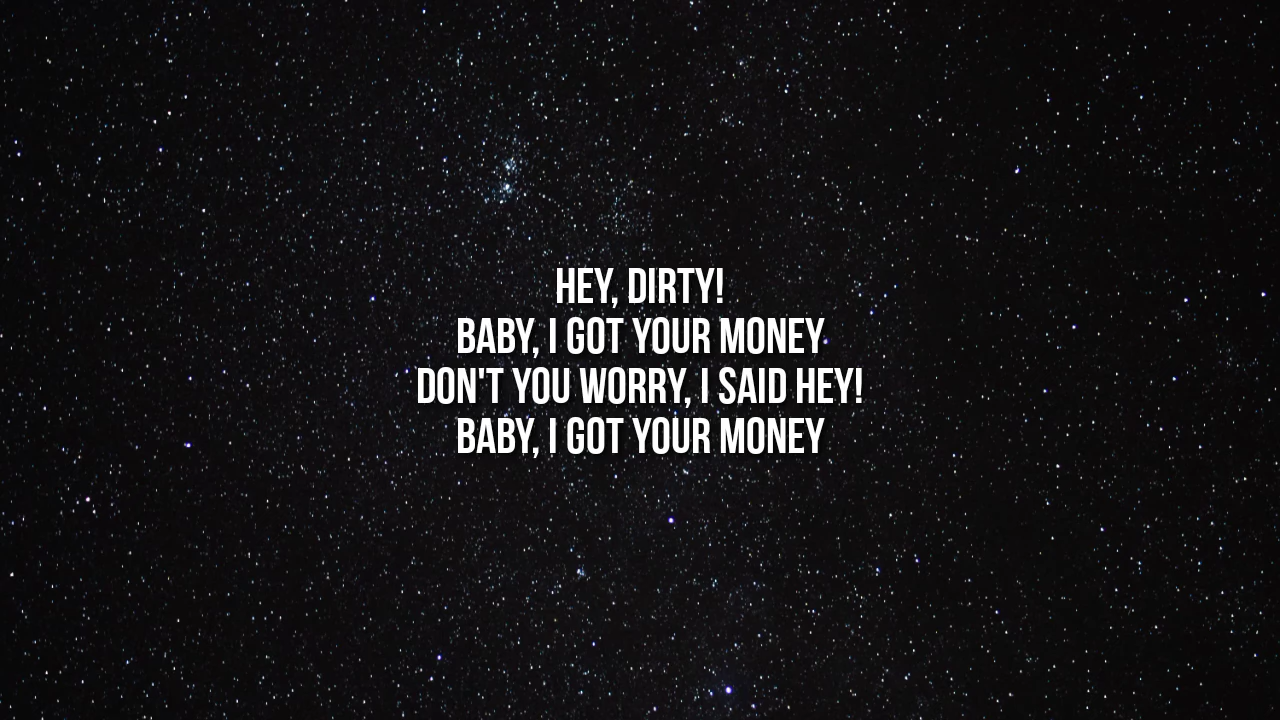 HEY, DIRTY!
BABY, I GOT YOUR MONEY
DON'T YOU WORRY, I SAID HEY!
BABY, I GOT YOUR MONEY